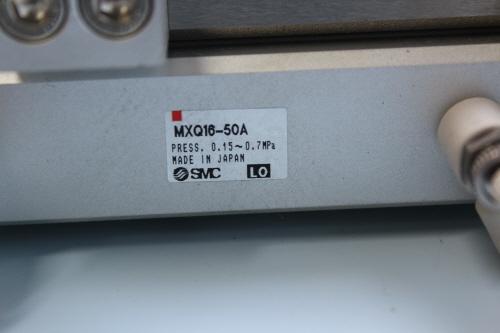 MXQ16-50A
PRESS. 0.15~0.7MPa
MADE IN JAPAN
SMC LO